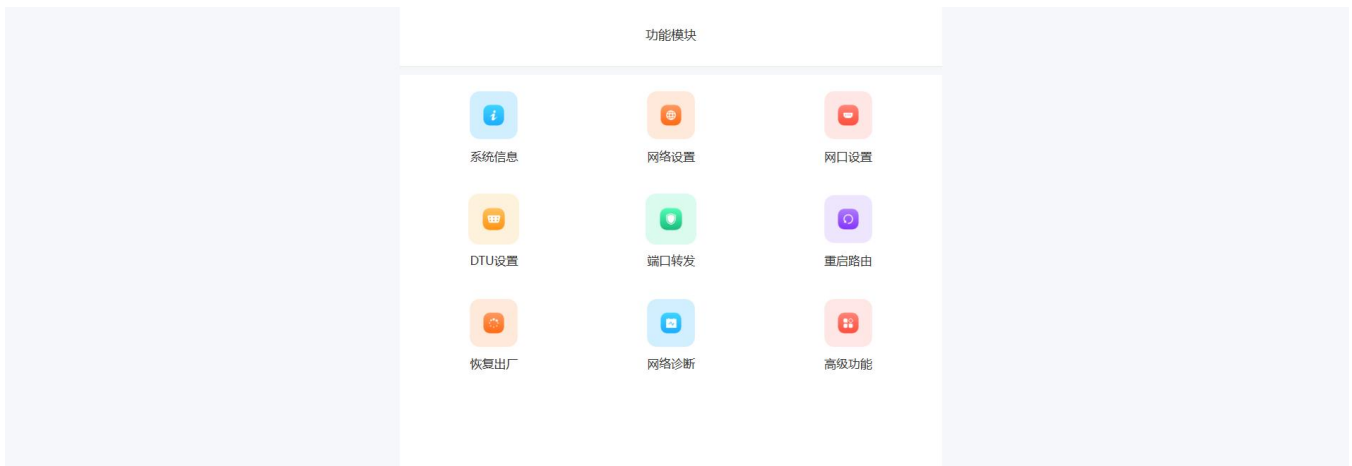 功能模块
系统信息
网络设置
网口设置
DTU设置
端口转发
重启路由
恢复出厂
网络诊断
高级功能